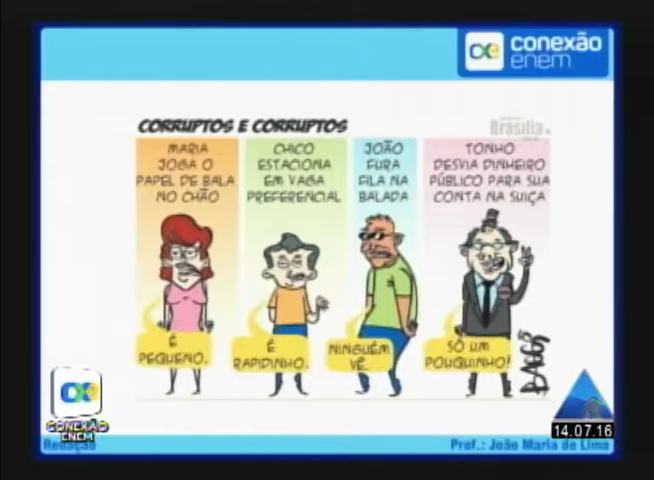 conexão
enem
CORRUPTOS E CORRUPTOS
Brasília
MARIA
JOGA O
PAPEL DE BALA
NO CHÃO
CHICO
ESTACIONA
EM VAGA
PREFERENCIAL
JOÃO
FURA
FILA NA
BALADA
TONHO
DESVIA DINHEIRO
PÚBLICO PARA SUA
CONTA NA SUIÇA
É
PEQUENO.
É
RAPIDINHO.
NINGUÉM
VÊ.
SÓ UM
POUQUINHO!
CONEXÃO
ENEM
14.07.16
Redação
Prof.: João Maria de Lima